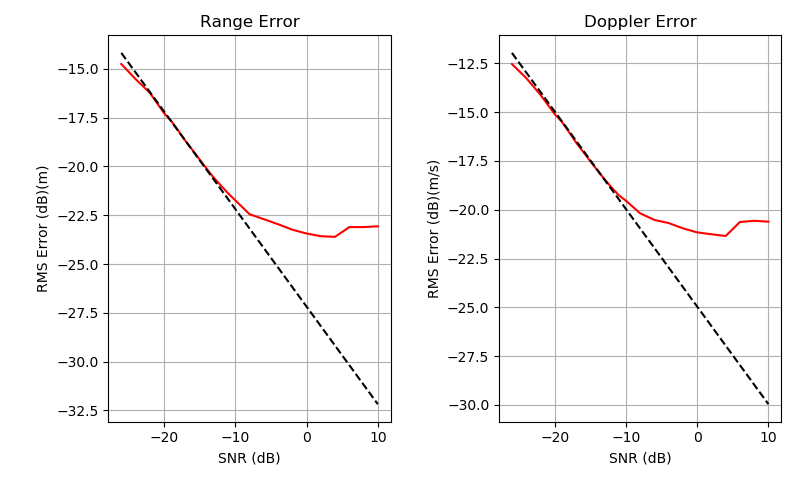 Range Error
RMS Error (dB)(m)
−15.0
−17.5
−20.0
−22.5
−25.0
−27.5
−30.0
−32.5
−20 −10 0 10
SNR (dB)
Doppler Error
RMS Error (dB)(m/s)
−12.5
−15.0
−17.5
−20.0
−22.5
−25.0
−27.5
−30.0
−20 −10 0 10
SNR (dB)